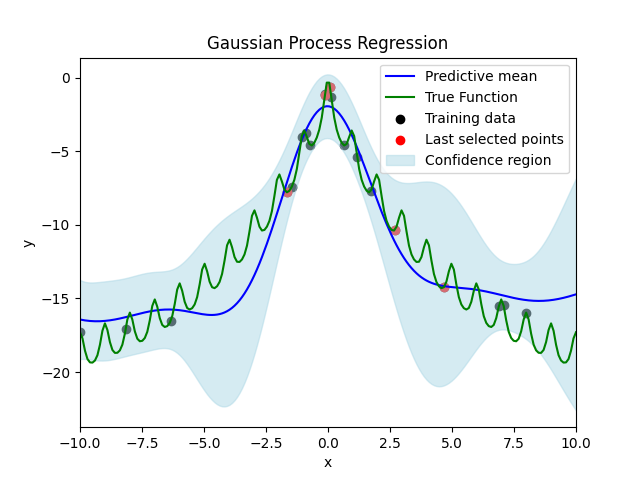 Gaussian Process Regression
Predictive mean
True Function
Training data
Last selected points
Confidence region
y
0
−5
−10
−15
−20
−10.0 −7.5 −5.0 −2.5 0.0 2.5 5.0 7.5 10.0
x